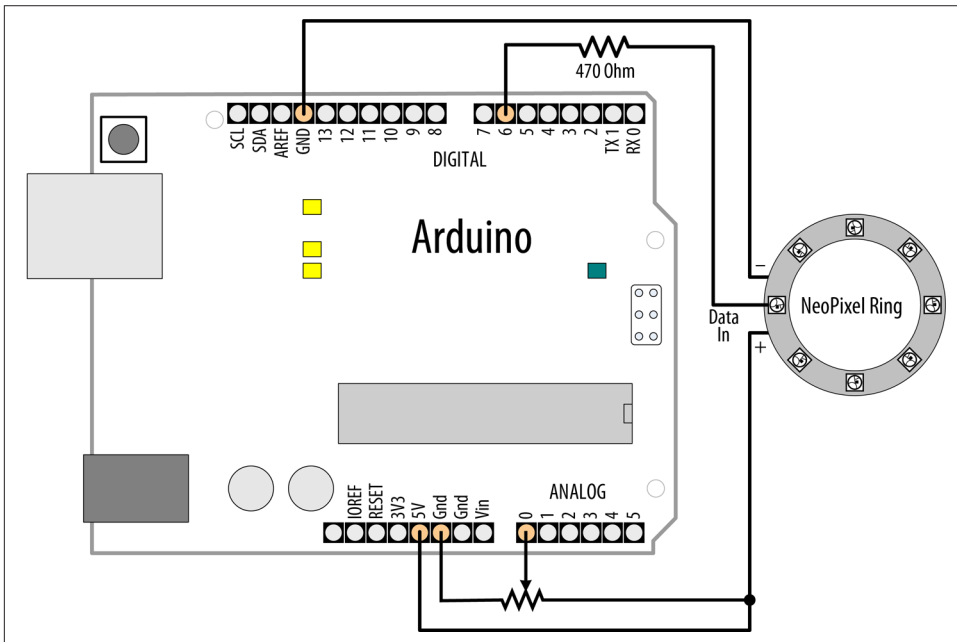 470 Ohm
SCL
SDA
AREF
GND
13
12
11
10
9
8
7
6
5
4
3
2
TX 1
RX 0
DIGITAL
Arduino
−
Data
In
+
NeoPixel Ring
IOREF
RESET
3V3
5V
Gnd
Gnd
Vin
ANALOG
0
1
2
3
4
5